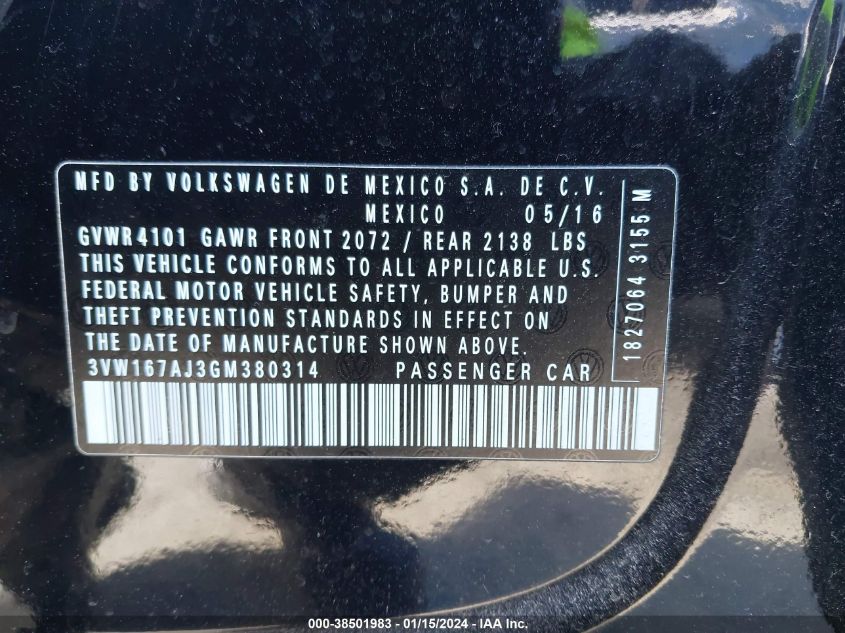 MFD BY VOLKSWAGEN DE MEXICO S.A. DE C.V.
MEXICO 05/16
GVWR4101 GAWR FRONT 2072 / REAR 2138 LBS
THIS VEHICLE CONFORMS TO ALL APPLICABLE U.S.
FEDERAL MOTOR VEHICLE SAFETY, BUMPER AND
THEFT PREVENTION STANDARDS IN EFFECT ON
THE DATE OF MANUFACTURE SHOWN ABOVE.
3VW167AJ3GM380314 PASSENGER CAR
1827064 3155 M
000-38501983 - 01/15/2024 - IAA Inc.